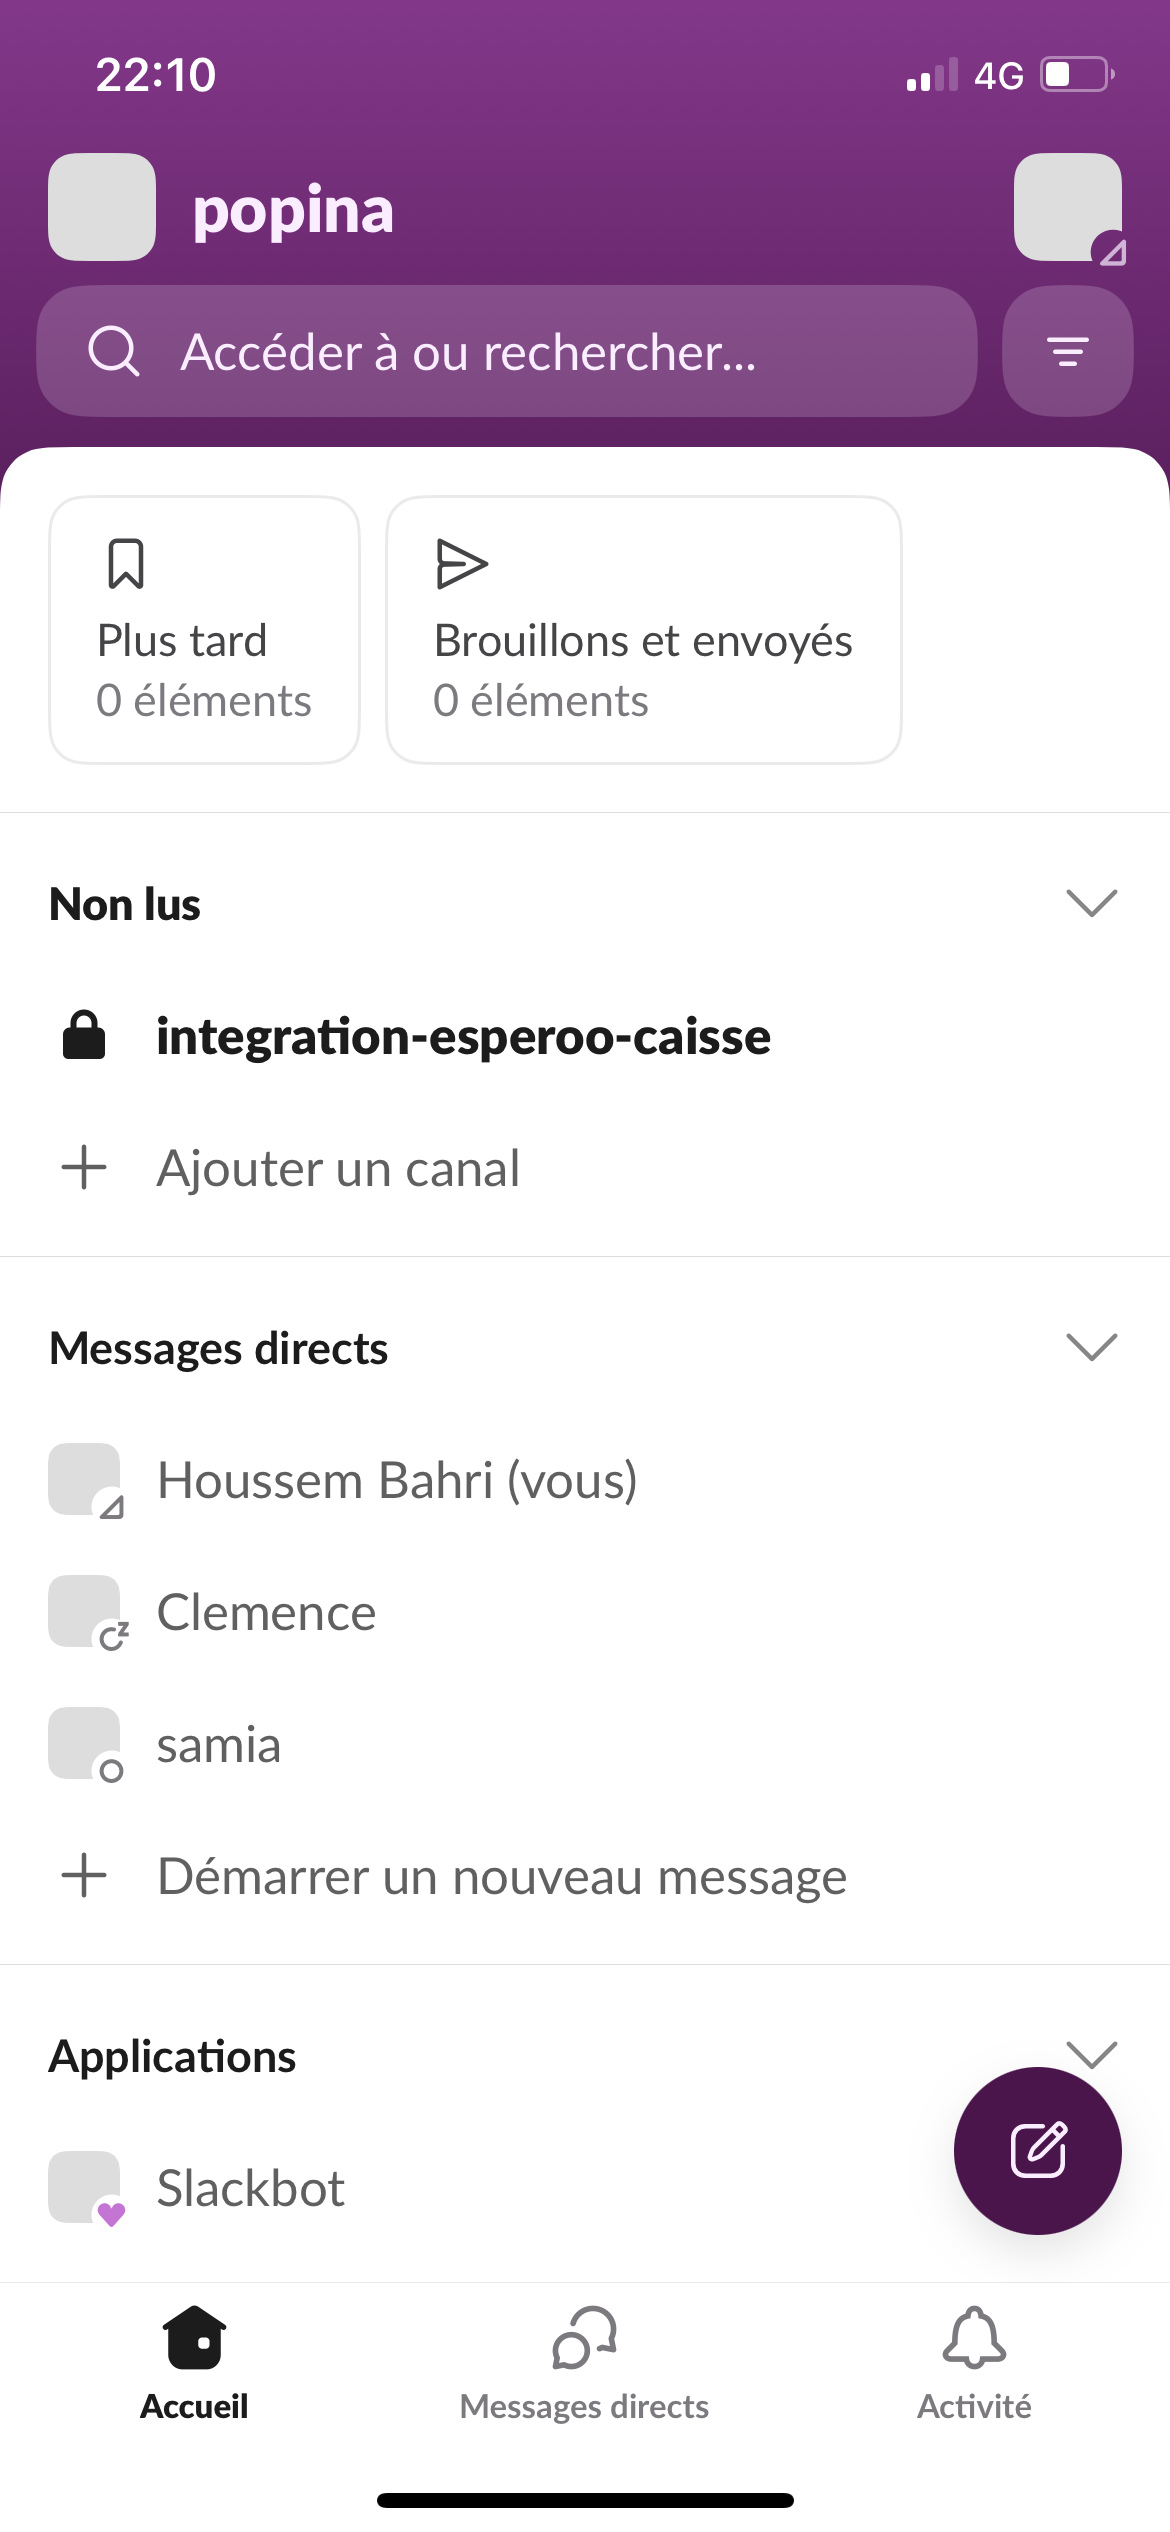 22:10
4G
popina
Accéder à ou rechercher...
Plus tard
0 éléments
Brouillons et envoyés
0 éléments
Non lus
integration-esperoo-caisse
Ajouter un canal
Messages directs
Houssem Bahri (vous)
Clemence
samia
Démarrer un nouveau message
Applications
Slackbot
Accueil
Messages directs
Activité